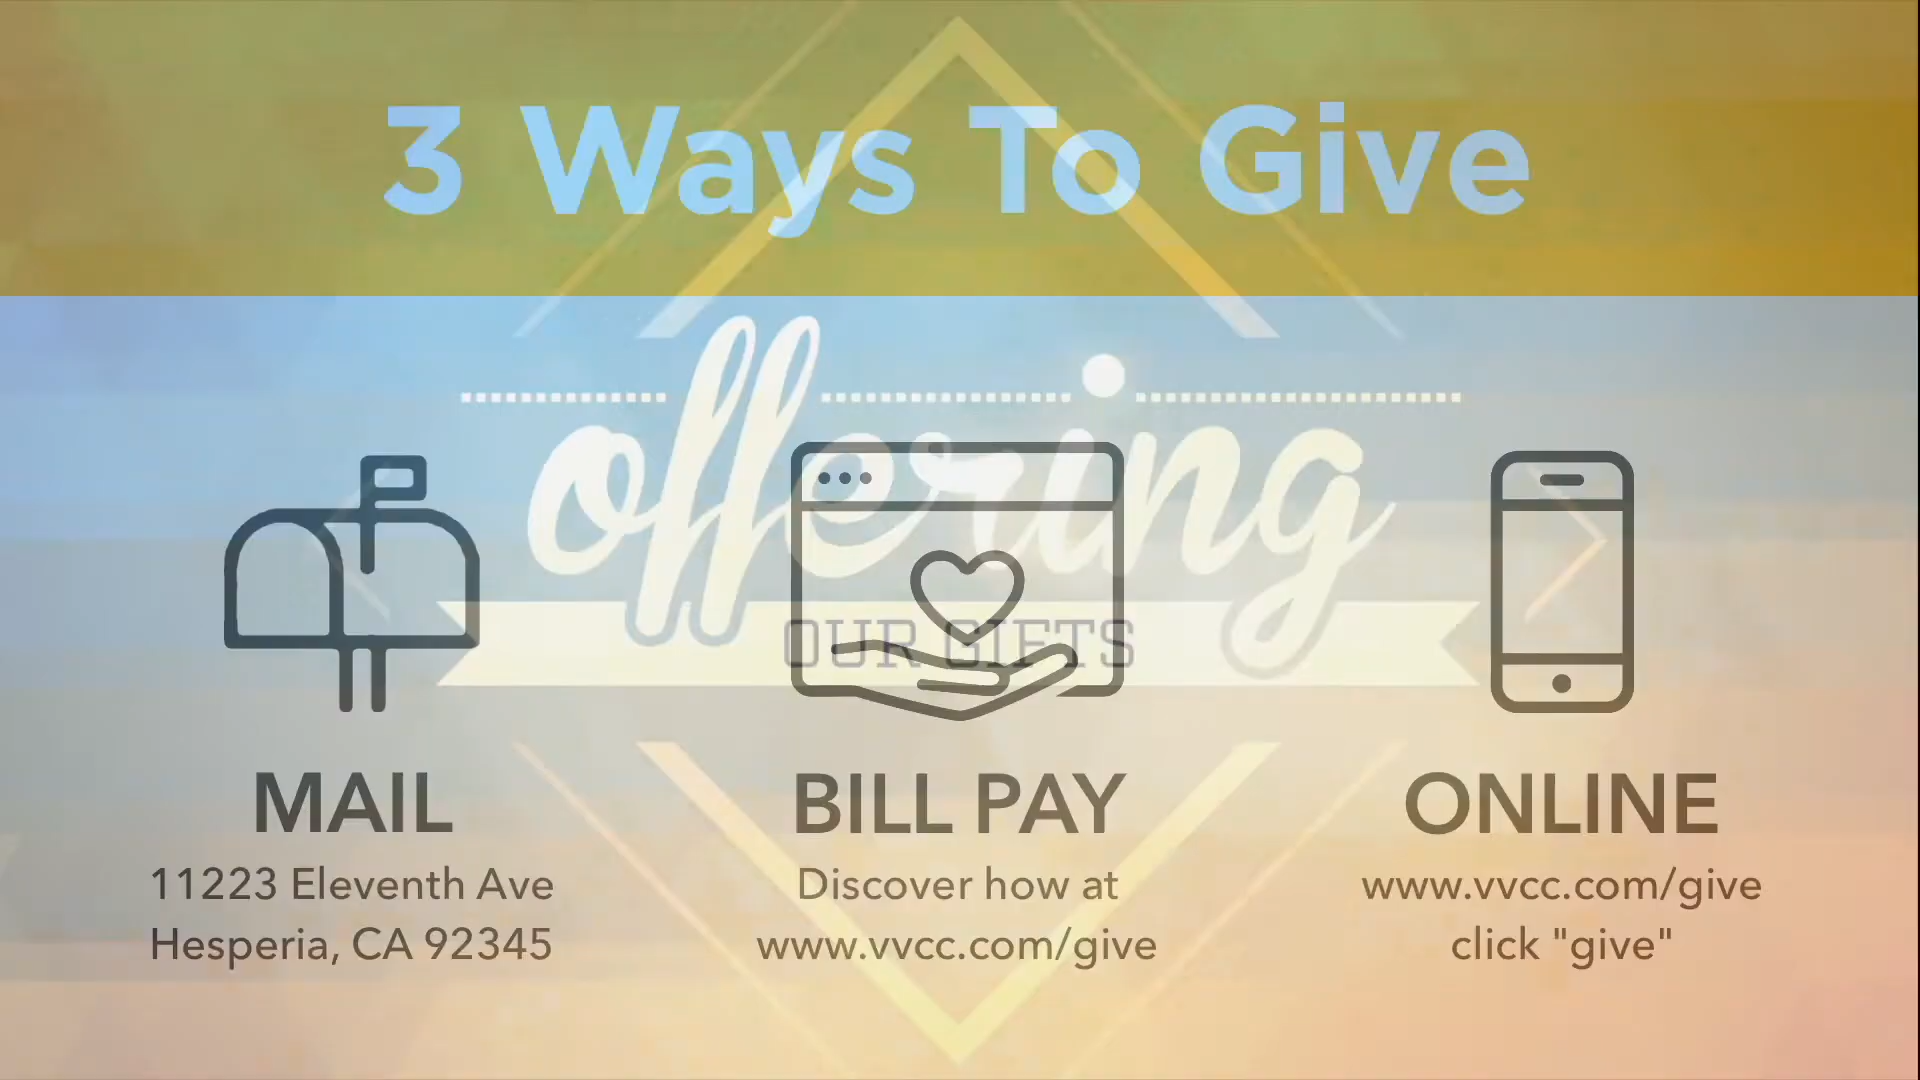 3 Ways To Give
offering
OUR GIFTS
MAIL
11223 Eleventh Ave
Hesperia, CA 92345
BILL PAY
Discover how at
www.vvcc.com/give
ONLINE
www.vvcc.com/give
click "give"